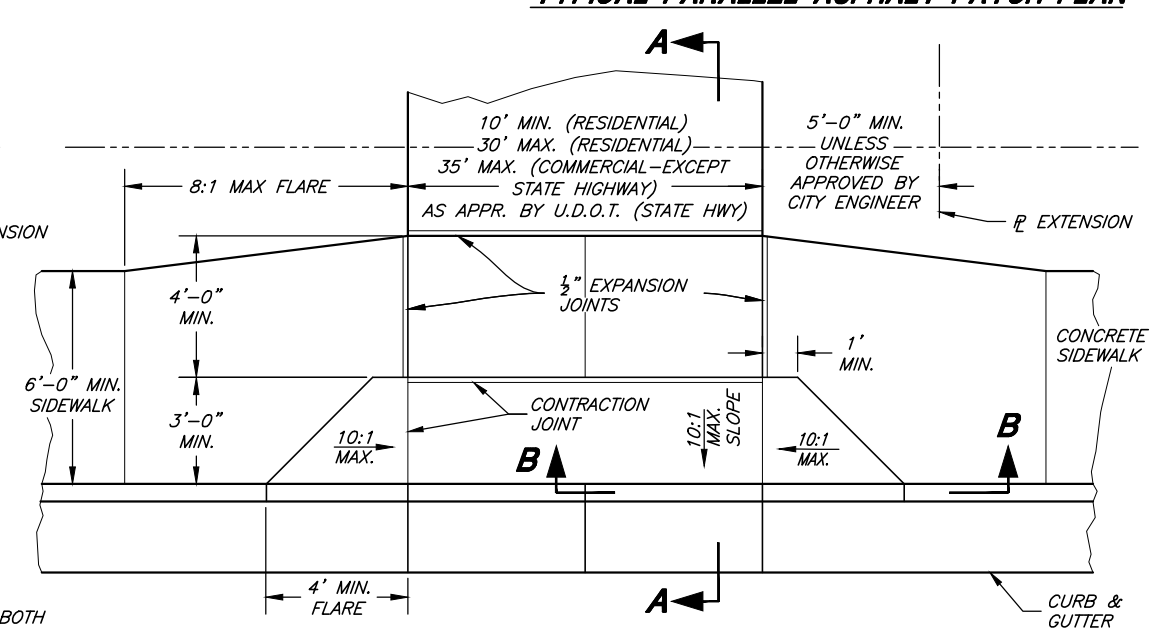 TYPICAL PARALLEL ASPHALT PATCH PLAN
A
10' MIN. (RESIDENTIAL)
30' MAX. (RESIDENTIAL)
35' MAX. (COMMERCIAL-EXCEPT
STATE HIGHWAY)
AS APPR. BY U.D.O.T. (STATE HWY)
5'-0" MIN.
UNLESS
OTHERWISE
APPROVED BY
CITY ENGINEER
8:1 MAX FLARE
PL EXTENSION
NSION
4'-0"
MIN.
1/2" EXPANSION
JOINTS
1'
MIN.
CONCRETE
SIDEWALK
6'-0" MIN.
SIDEWALK
3'-0"
MIN.
CONTRACTION
JOINT
10:1
MAX.
SLOPE
10:1
MAX.
10:1
MAX.
B
B
4' MIN.
FLARE
A
CURB &
GUTTER
BOTH